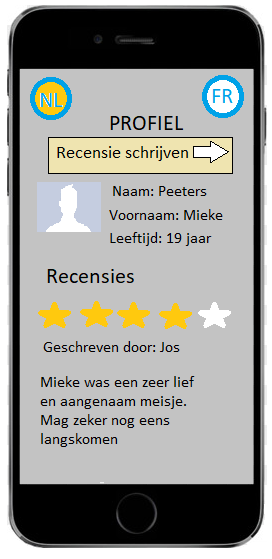 NL
FR
PROFIEL
Recensie schrijven
Naam: Peeters
Voornaam: Mieke
Leeftijd: 19 jaar
Recensies
Geschreven door: Jos
Mieke was een zeer lief
en aangenaam meisje.
Mag zeker nog eens
langskomen